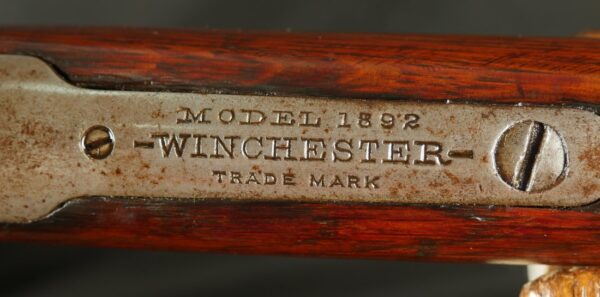 MODEL 1892
-WINCHESTER-
TRADE MARK